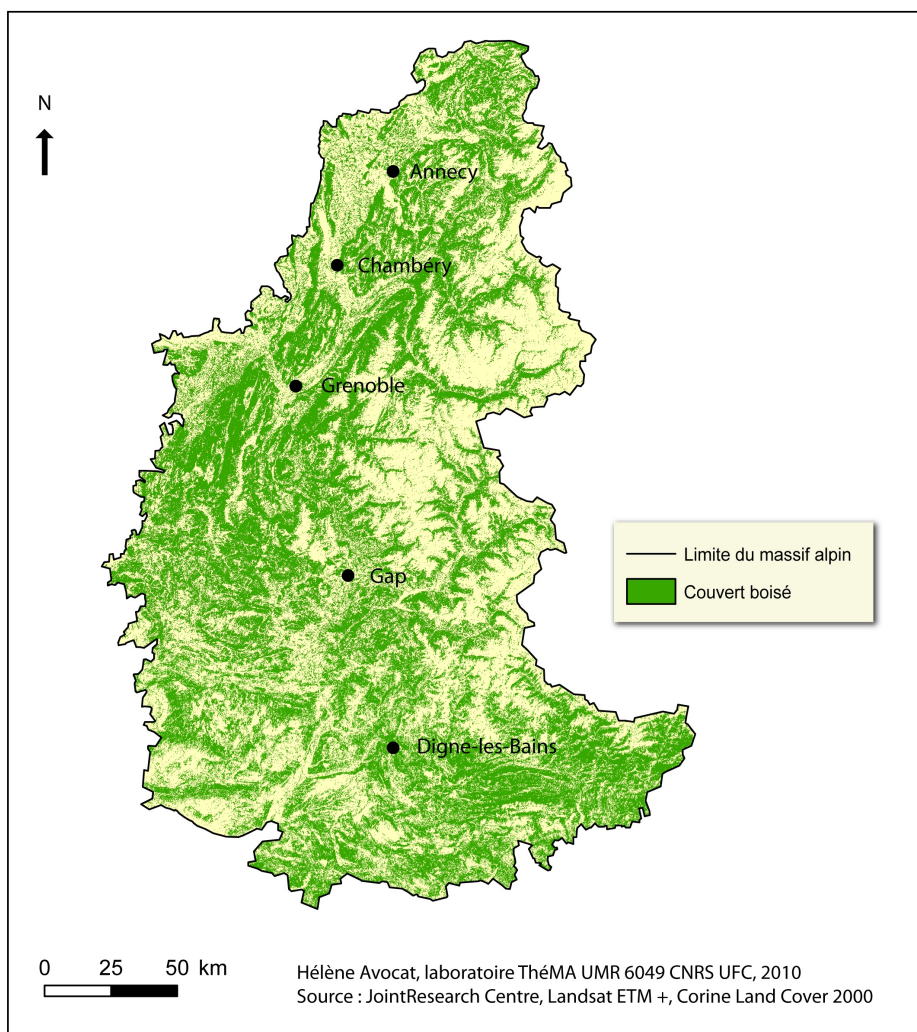 N
Annecy
Chambéry
Grenoble
Gap
Limite du massif alpin
Couvert boisé
Digne-les-Bains
0 25 50 km
Hélène Avocat, laboratoire ThéMA UMR 6049 CNRS UFC, 2010
Source : JointResearch Centre, Landsat ETM +, Corine Land Cover 2000